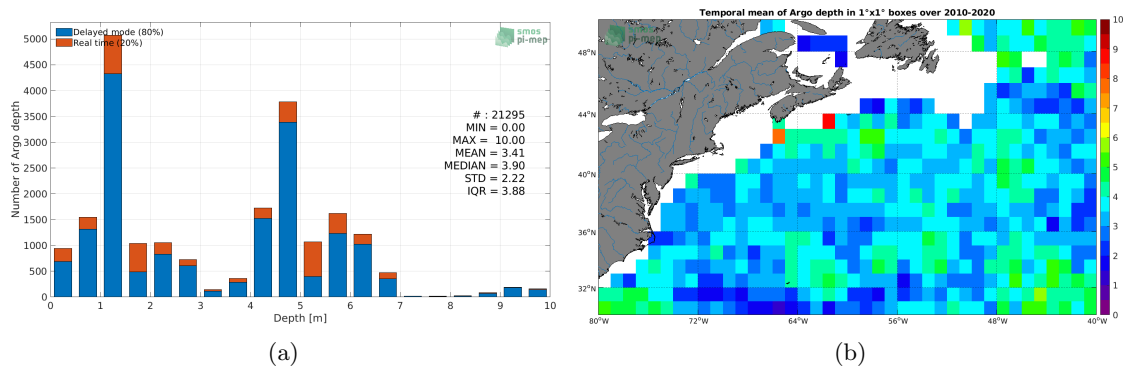 Delayed mode (80%)
Real time (20%)
smos
pi-mep
5000
4500
4000
3500
3000
2500
2000
1500
1000
500
0
Number of Argo depth
# : 21295
MIN = 0.00
MAX = 10.00
MEAN = 3.41
MEDIAN = 3.90
STD = 2.22
IQR = 3.88
0 1 2 3 4 5 6 7 8 9 10
Depth [m]
(a)
Temporal mean of Argo depth in 1°x1° boxes over 2010-2020
smos
pi-mep
48°N
44°N
40°N
36°N
32°N
80°W 72°W 64°W 56°W 48°W 40°W
10
9
8
7
6
5
4
3
2
1
0
(b)